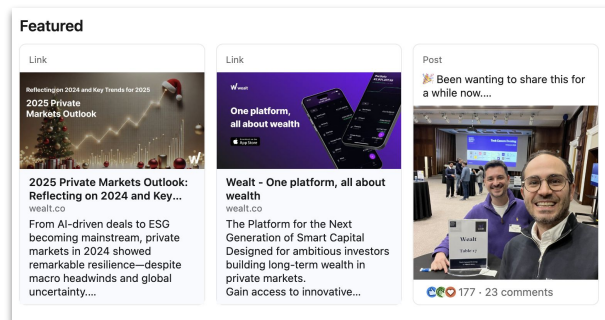 Featured
Link
Reflecting on 2024 and Key Trends for 2025
2025 Private
Markets Outlook
2025 Private Markets Outlook:
Reflecting on 2024 and Key...
wealt.co
From AI-driven deals to ESG
becoming mainstream, private
markets in 2024 showed
remarkable resilience—despite
macro headwinds and global
uncertainty....
Link
wealt
One platform,
all about wealth
App Store
Wealt - One platform, all about
wealth
wealt.co
The Platform for the Next
Generation of Smart Capital
Designed for ambitious investors
building long-term wealth in
private markets.
Gain access to innovative...
Post
🎉 Been wanting to share this for
a while now....
Wealt
Table 17
177 · 23 comments